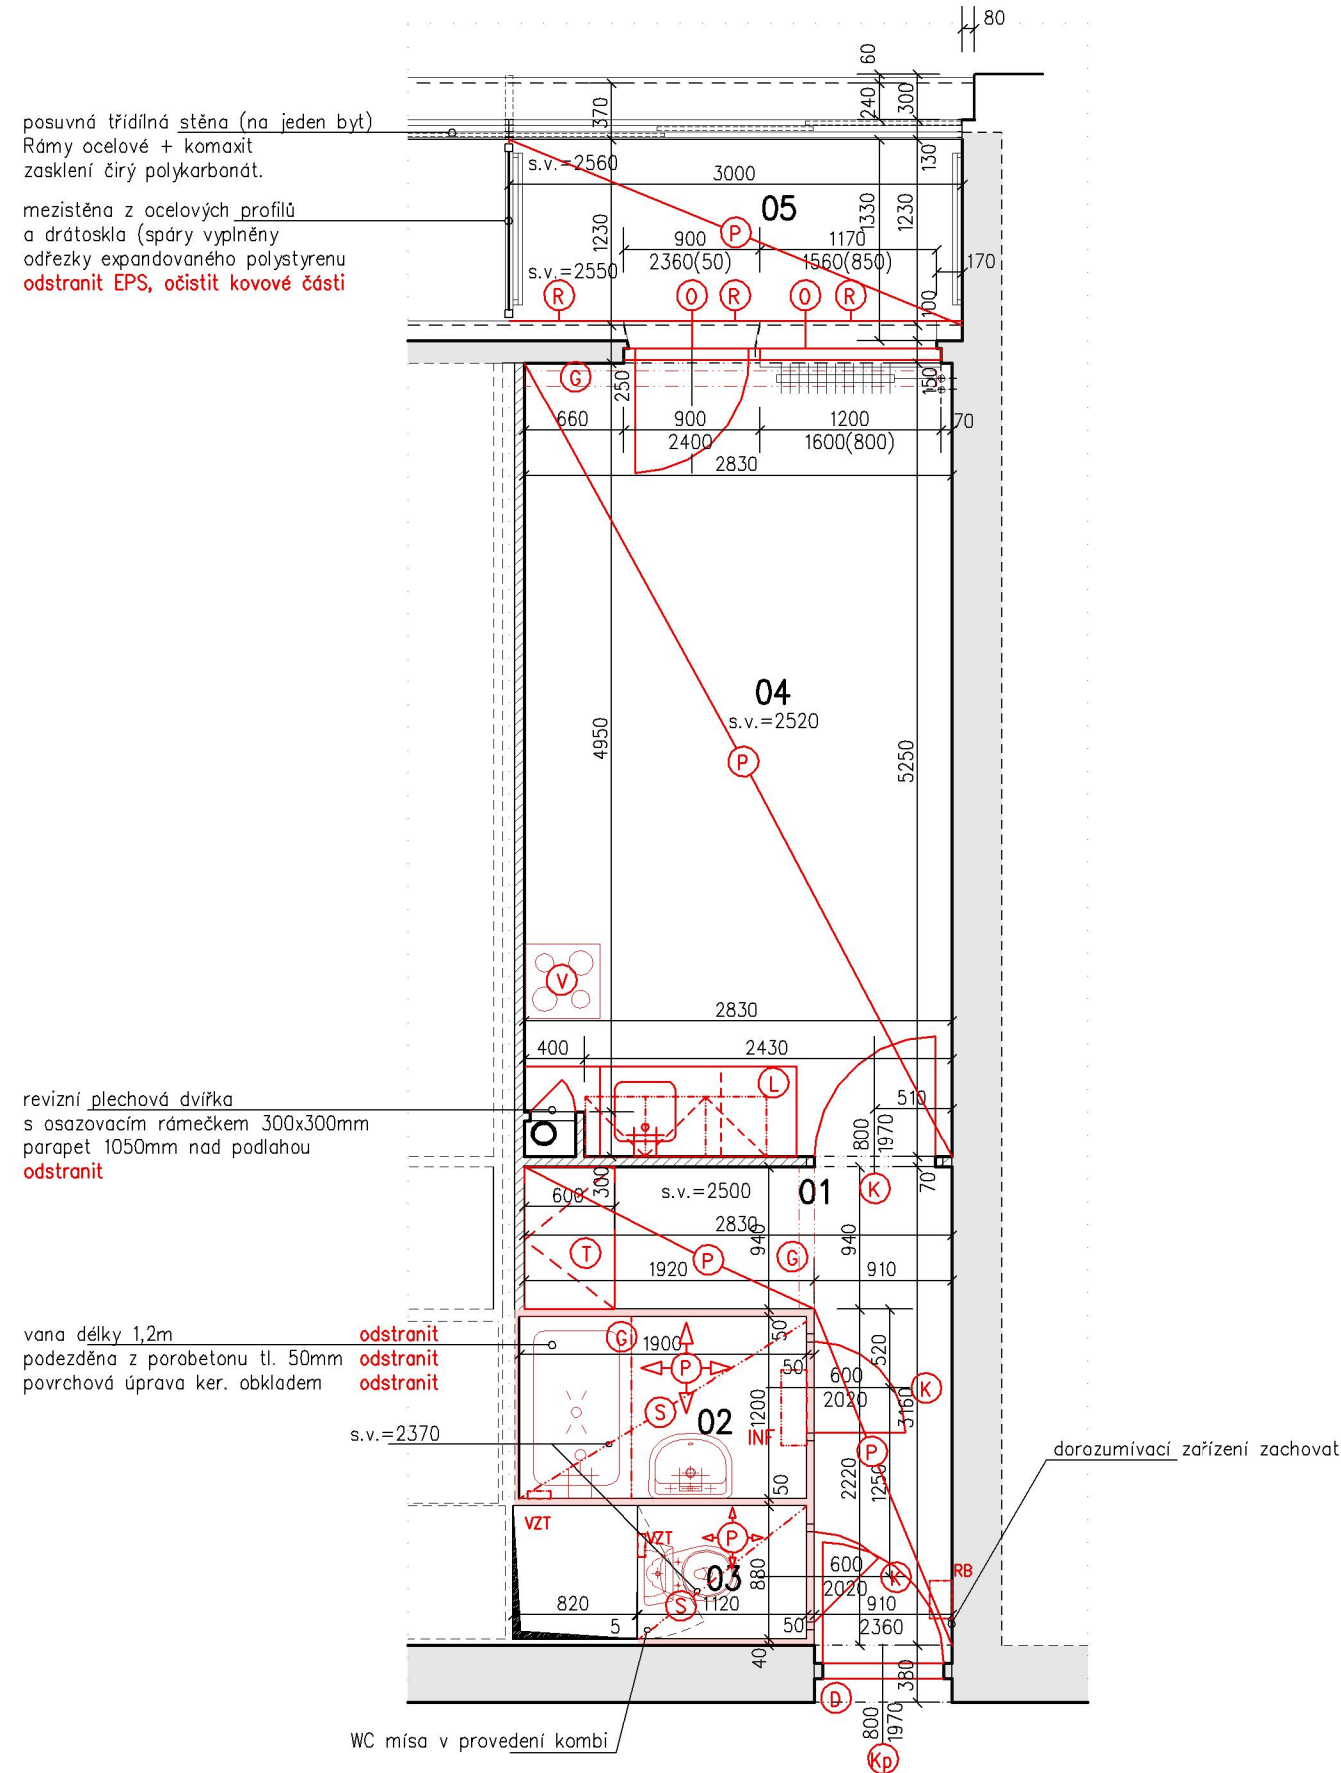 80
60
240
300
370
posuvná třídílná stěna (na jeden byt)
Rámy ocelové + komaxit
zasklení čirý polykarbonát.
130
s.v.=2560
3000
05
mezistěna z ocelových profilů
a drátoskla (spáry vyplněny
odřezky expandovaného polystyrenu
odstranit EPS, očistit kovové části
1230
1330
1230
P
900
1170
2360(50)
1560(850)
170
s.v.=2550
R
O
R
O
R
100
G
250
150
660
900
1200
70
2400
1600(800)
2830
04
s.v.=2520
4950
5250
P
V
2830
400
2430
L
revizní plechová dvířka
s osazovacím rámečkem 300x300mm
parapet 1050mm nad podlahou
odstranit
510
800
1970
K
70
300
600
s.v.=2500
01
2830
940
940
T
P
G
1920
910
vana délky 1,2m odstranit
podezděna z porobetonu tl. 50mm odstranit
povrchová úprava ker. obkladem odstranit
G
1900
50
50
P
520
600
2020
K
3160
S
02
1200
INF
s.v.=2370
P
dorozumívací zařízení zachovat
2220
1250
50
VZT
VZT
P
03
880
600
2020
K
RB
820
S
1120
910
5
50
2360
40
380
D
800
1970
WC mísa v provedení kombi
Kp